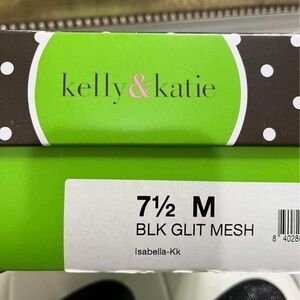 kelly&katie
7½ M
BLK GLIT MESH
Isabella-Kk